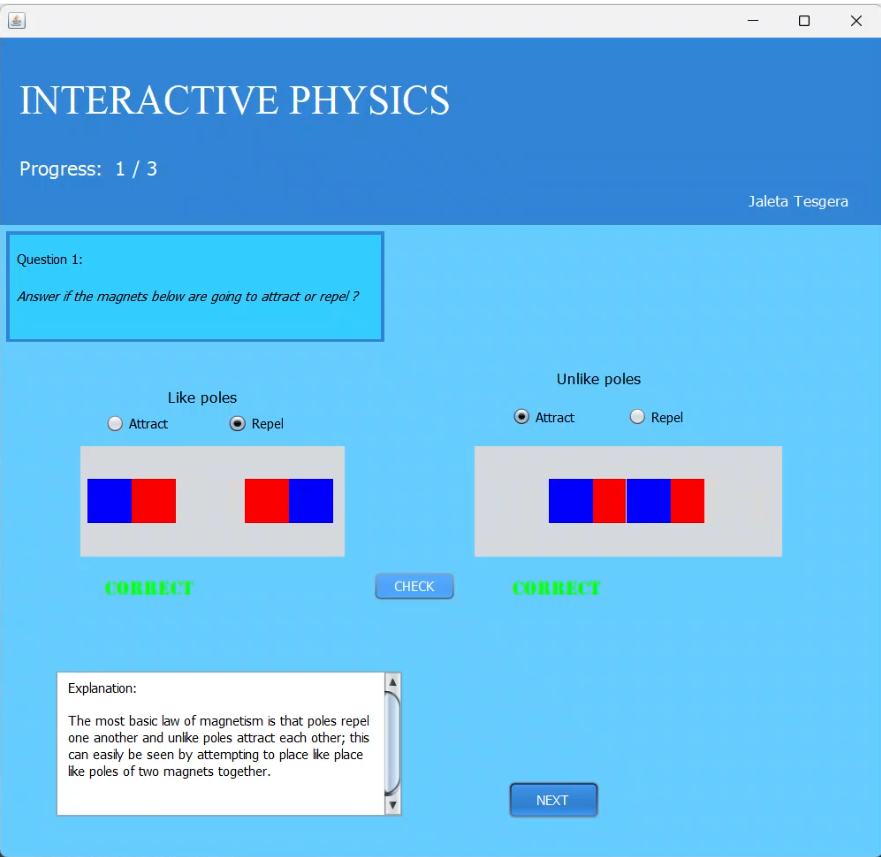 INTERACTIVE PHYSICS
Progress: 1 / 3
Jaleta Tesgera
Question 1:
Answer if the magnets below are going to attract or repel ?
Like poles
Attract Repel
Unlike poles
Attract Repel
CORRECT
CHECK
CORRECT
Explanation:
The most basic law of magnetism is that poles repel
one another and unlike poles attract each other; this
can easily be seen by attempting to place like place
like poles of two magnets together.
NEXT